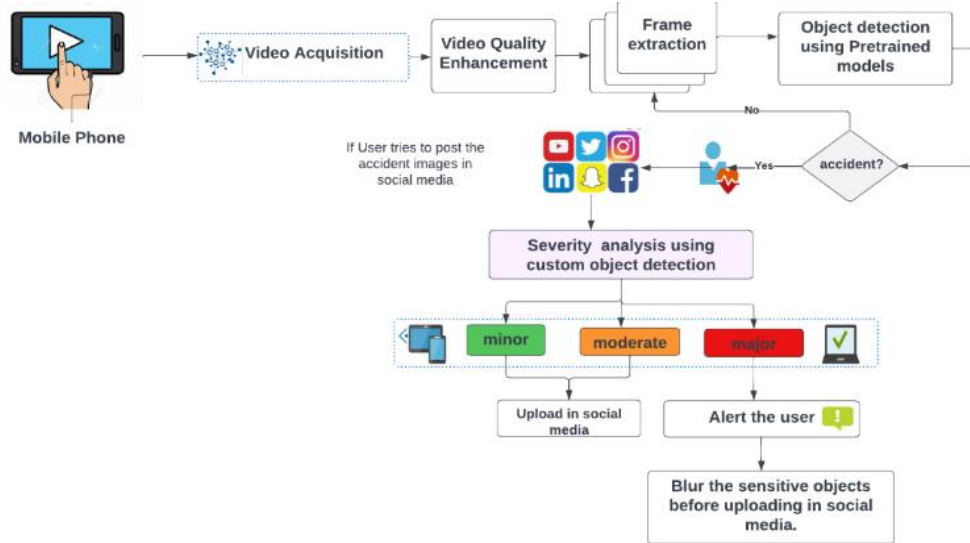 Mobile Phone
Video Acquisition
Video Quality
Enhancement
Frame
extraction
Object detection
using Pretrained
models
No
accident?
Yes
If User tries to post the
accident images in
social media
in
Severity analysis using
custom object detection
minor
moderate
major
Upload in social
media
Alert the user
!
Blur the sensitive objects
before uploading in social
media.